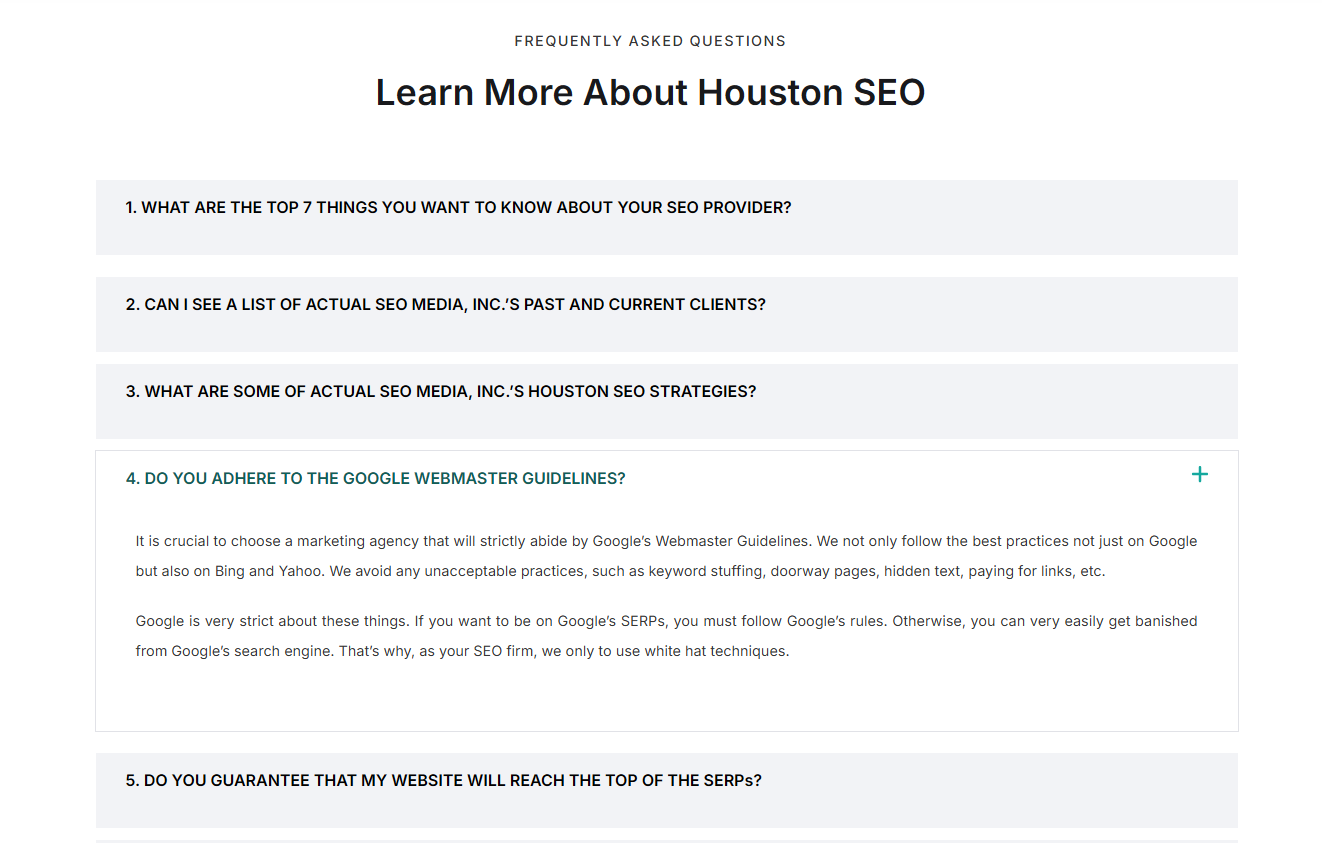 FREQUENTLY ASKED QUESTIONS
Learn More About Houston SEO
1. WHAT ARE THE TOP 7 THINGS YOU WANT TO KNOW ABOUT YOUR SEO PROVIDER?
2. CAN I SEE A LIST OF ACTUAL SEO MEDIA, INC.’S PAST AND CURRENT CLIENTS?
3. WHAT ARE SOME OF ACTUAL SEO MEDIA, INC.’S HOUSTON SEO STRATEGIES?
4. DO YOU ADHERE TO THE GOOGLE WEBMASTER GUIDELINES?
It is crucial to choose a marketing agency that will strictly abide by Google’s Webmaster Guidelines. We not only follow the best practices not just on Google
but also on Bing and Yahoo. We avoid any unacceptable practices, such as keyword stuffing, doorway pages, hidden text, paying for links, etc.
Google is very strict about these things. If you want to be on Google’s SERPs, you must follow Google’s rules. Otherwise, you can very easily get banished
from Google’s search engine. That’s why, as your SEO firm, we only to use white hat techniques.
5. DO YOU GUARANTEE THAT MY WEBSITE WILL REACH THE TOP OF THE SERPs?